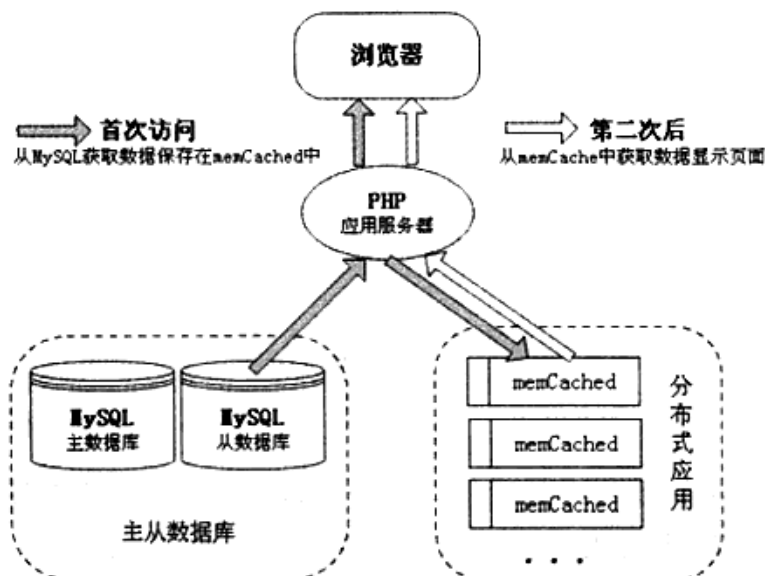 浏览器
首次访问
从MySQL获取数据保存在memCached中
第二次后
从memCache中获取数据显示页面
PHP
应用服务器
MySQL
主数据库
MySQL
从数据库
主从数据库
memCached
memCached
memCached
分布式应用
...